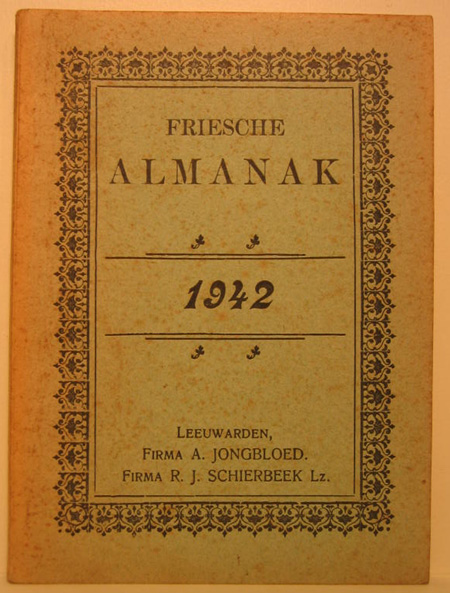 FRIESCHE
ALMANAK
1942
LEEUWARDEN,
FIRMA A. JONGBLOED.
FIRMA R. J. SCHIERBEEK Lz.